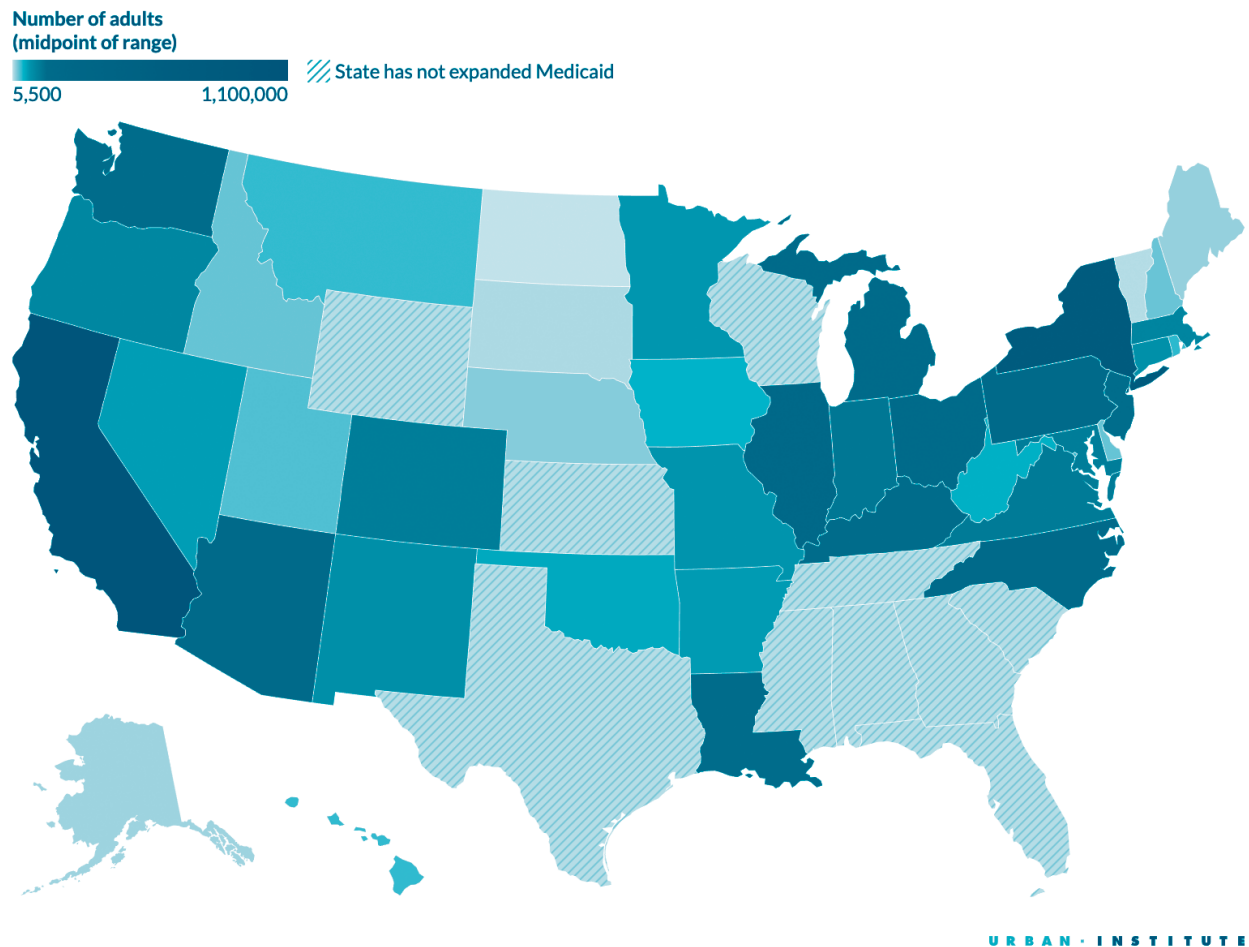 Number of adults
(midpoint of range)
State has not expanded Medicaid
5,500 1,100,000
URBAN · INSTITUTE